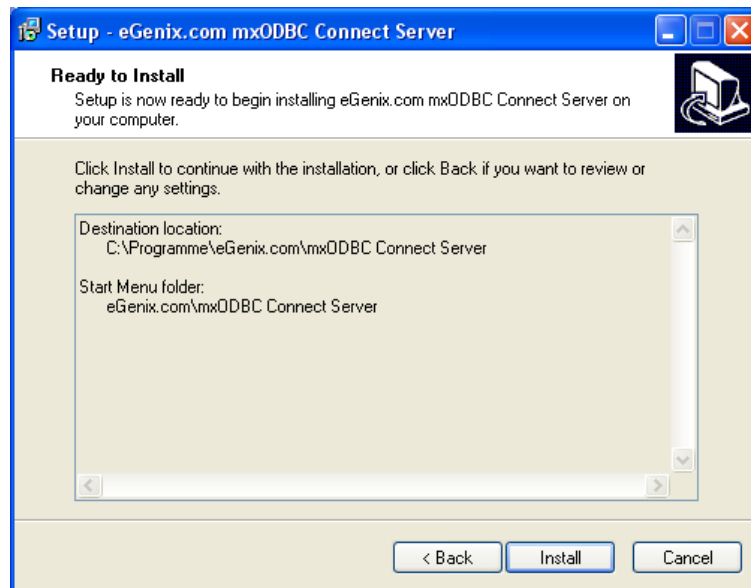 Setup - eGenix.com mxODBC Connect Server
Ready to Install
Setup is now ready to begin installing eGenix.com mxODBC Connect Server on
your computer.
Click Install to continue with the installation, or click Back if you want to review or
change any settings.
Destination location:
C:\Programme\eGenix.com\mxODBC Connect Server
Start Menu folder:
eGenix.com\mxODBC Connect Server
< Back
Install
Cancel